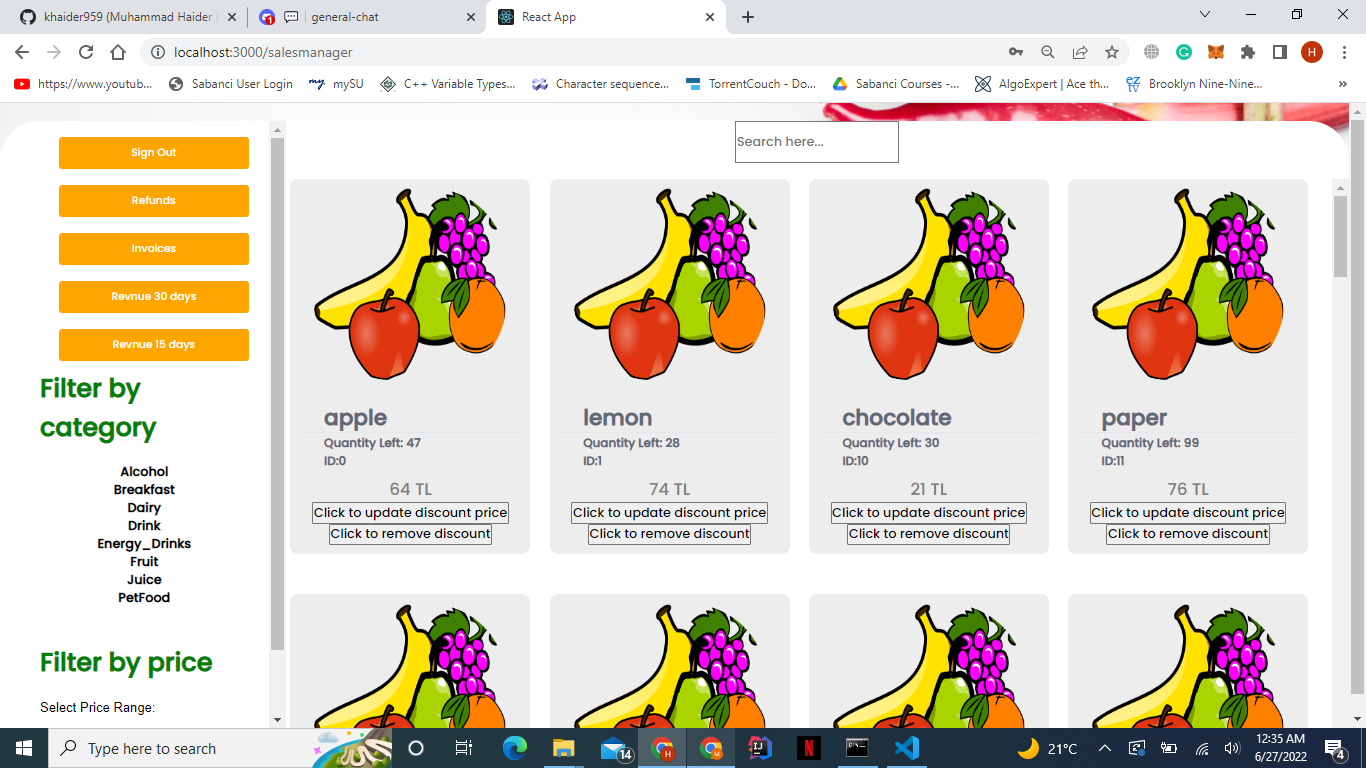 khaider959 (Muhammad Haider
1
general-chat
React App
localhost:3000/salesmanager
H
https://www.youtub...
Sabanci User Login
mySU
C++ Variable Types...
Character sequence...
TorrentCouch - Do...
Sabanci Courses -...
AlgoExpert | Ace th...
Brooklyn Nine-Nine...
»
Sign Out
Refunds
Invoices
Revnue 30 days
Revnue 15 days
Filter by
category
Alcohol
Breakfast
Dairy
Drink
Energy_Drinks
Fruit
Juice
PetFood
Filter by price
Select Price Range:
Search here...
apple
Quantity Left: 47
ID:0
64 TL
Click to update discount price
Click to remove discount
lemon
Quantity Left: 28
ID:1
74 TL
Click to update discount price
Click to remove discount
chocolate
Quantity Left: 30
ID:10
21 TL
Click to update discount price
Click to remove discount
paper
Quantity Left: 99
ID:11
76 TL
Click to update discount price
Click to remove discount
Type here to search
14
21°C
12:35 AM
6/27/2022
4